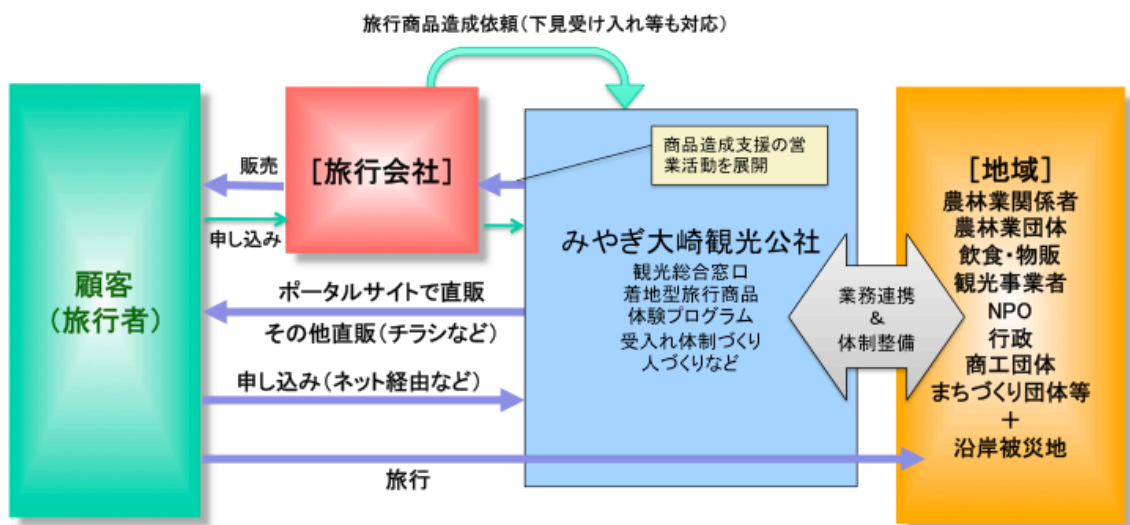 旅行商品造成依頼(下見受け入れ等も対応)
[旅行会社]
販売
申し込み
商品造成支援の営
業活動を展開
顧客
(旅行者)
ポータルサイトで直販
その他直販(チラシなど)
申し込み(ネット経由など)
旅行
みやぎ大崎観光公社
観光総合窓口
着地型旅行商品
体験プログラム
受入れ体制づくり
人づくりなど
業務連携
&
体制整備
[地域]
農林業関係者
農林業団体
飲食・物販
観光事業者
NPO
行政
商工団体
まちづくり団体等
+
沿岸被災地